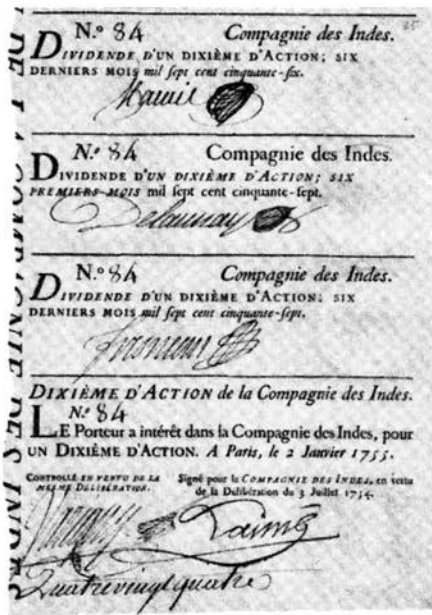 N.º 84 Compagnie des Indes.
DIVIDENDE D'UN DIXIÈME D'ACTION; SIX
DERNIERS MOIS mil sept cent cinquante-six.
N.º 84 Compagnie des Indes.
DIVIDENDE D'UN DIXIÈME D'ACTION; SIX
PREMIERS-MOIS mil sept cent cinquante-sept.
Delaunay
N.º 84 Compagnie des Indes.
DIVIDENDE D'UN DIXIÈME D'ACTION; SIX
DERNIERS MOIS mil sept cent cinquante-sept.
DIXIÈME D'ACTION de la Compagnie des Indes.
N.º 84
LE Porteur a intérêt dans la Compagnie des Indes, pour
UN DIXIÈME D'ACTION. A Paris, le 2 Janvier 1755.
CONTROLLÉ EN VERTU DE LA Signé pour la COMPAGNIE DES INDES, en vertu
MESME DÉLIBÉRATION. de la Délibération du 3 Juillet 1754.
Quatrevingtquatre